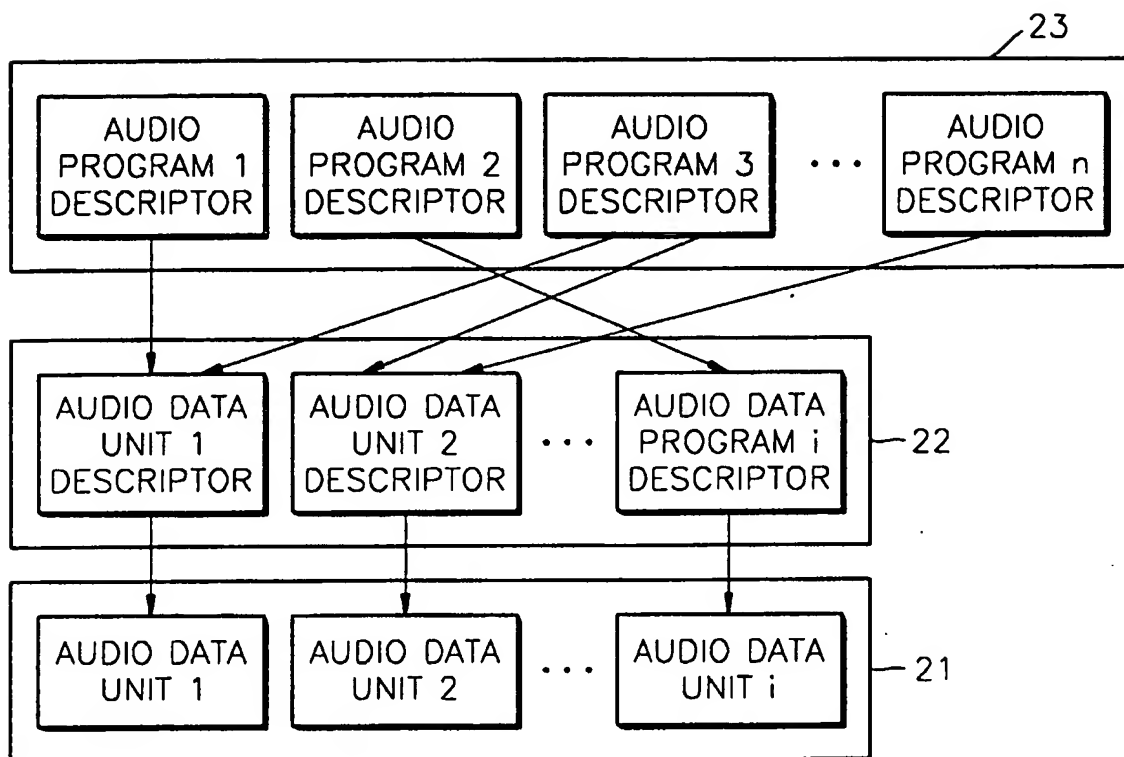 23
AUDIO
PROGRAM 1
DESCRIPTOR
AUDIO
PROGRAM 2
DESCRIPTOR
AUDIO
PROGRAM 3
DESCRIPTOR
...
AUDIO
PROGRAM n
DESCRIPTOR
AUDIO DATA
UNIT 1
DESCRIPTOR
AUDIO DATA
UNIT 2
DESCRIPTOR
...
AUDIO DATA
PROGRAM i
DESCRIPTOR
22
AUDIO DATA
UNIT 1
AUDIO DATA
UNIT 2
...
AUDIO DATA
UNIT i
21